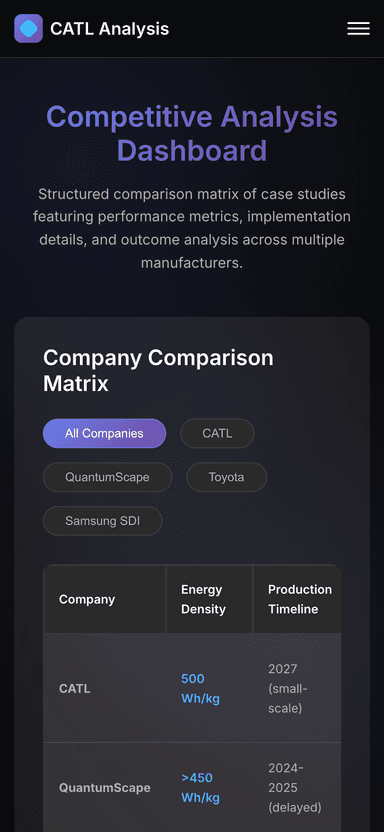 CATL Analysis
Competitive Analysis
Dashboard
Structured comparison matrix of case studies
featuring performance metrics, implementation
details, and outcome analysis across multiple
manufacturers.
Company Comparison
Matrix
All Companies
CATL
QuantumScape
Toyota
Samsung SDI
Company
Energy
Density
Production
Timeline
CATL
500
Wh/kg
2027
(small-
scale)
QuantumScape
>450
Wh/kg
2024-
2025
(delayed)